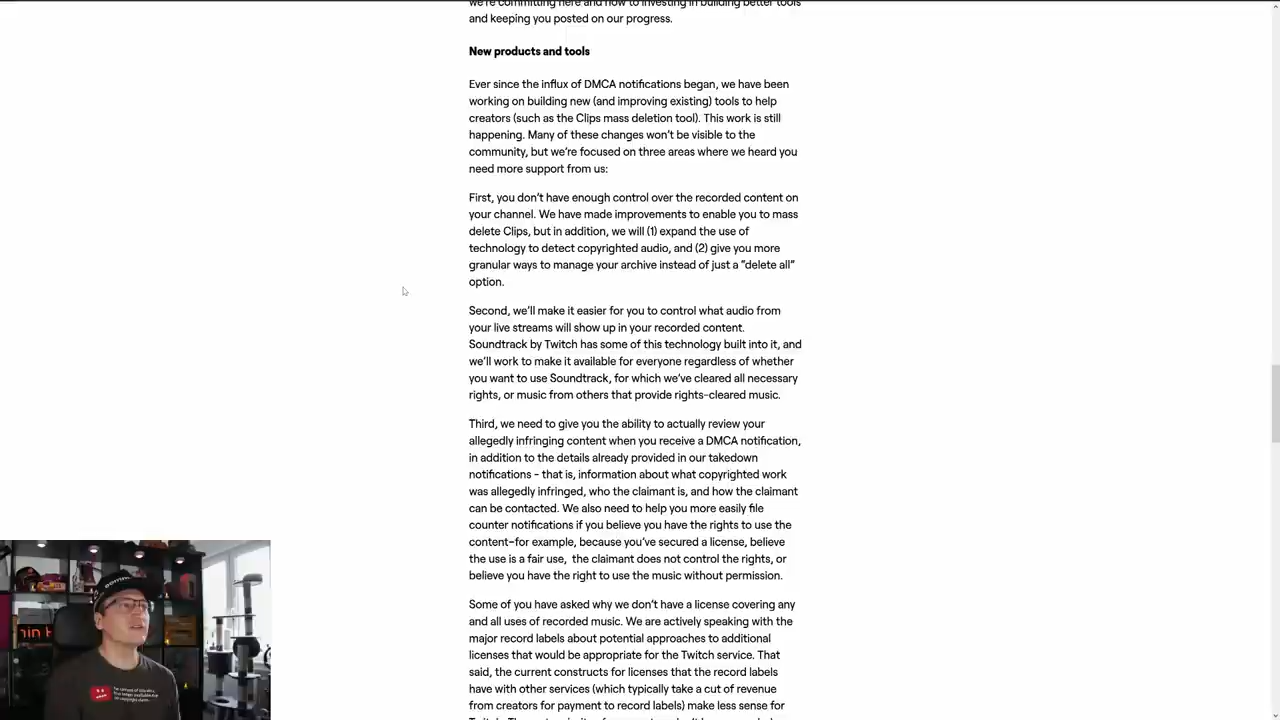 we're committing here and now to investing in building better tools
and keeping you posted on our progress.
New products and tools
Ever since the influx of DMCA notifications began, we have been
working on building new (and improving existing) tools to help
creators (such as the Clips mass deletion tool). This work is still
happening. Many of these changes won't be visible to the
community, but we're focused on three areas where we heard you
need more support from us:
First, you don't have enough control over the recorded content on
your channel. We have made improvements to enable you to mass
delete Clips, but in addition, we will (1) expand the use of
technology to detect copyrighted audio, and (2) give you more
granular ways to manage your archive instead of just a "delete all"
option.
Second, we'll make it easier for you to control what audio from
your live streams will show up in your recorded content.
Soundtrack by Twitch has some of this technology built into it, and
we'll work to make it available for everyone regardless of whether
you want to use Soundtrack, for which we've cleared all necessary
rights, or music from others that provide rights-cleared music.
Third, we need to give you the ability to actually review your
allegedly infringing content when you receive a DMCA notification,
in addition to the details already provided in our takedown
notifications - that is, information about what copyrighted work
was allegedly infringed, who the claimant is, and how the claimant
can be contacted. We also need to help you more easily file
counter notifications if you believe you have the rights to use the
content–for example, because you've secured a license, believe
the use is a fair use, the claimant does not control the rights, or
believe you have the right to use the music without permission.
Some of you have asked why we don't have a license covering any
and all uses of recorded music. We are actively speaking with the
major record labels about potential approaches to additional
licenses that would be appropriate for the Twitch service. That
said, the current constructs for licenses that the record labels
have with other services (which typically take a cut of revenue
from creators for payment to record labels) make less sense for